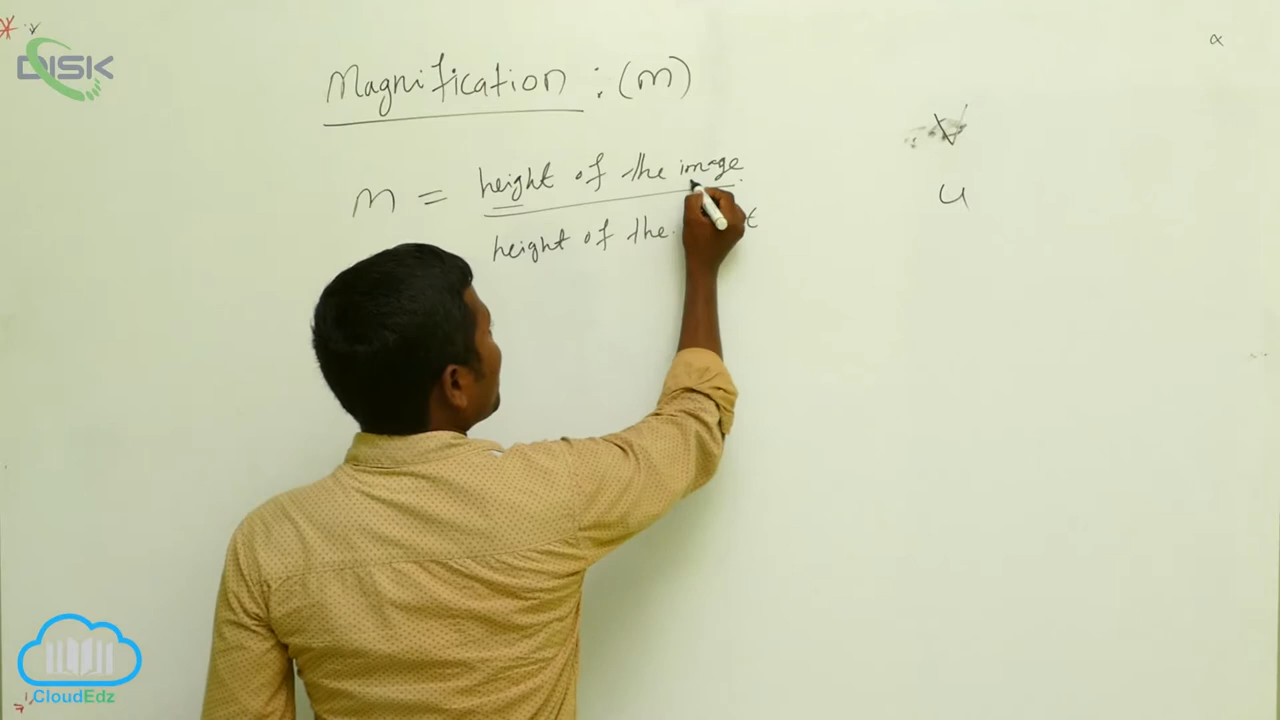 DISK
Magnification : (m)
m = height of the image
height of the
u
α
CloudEdz